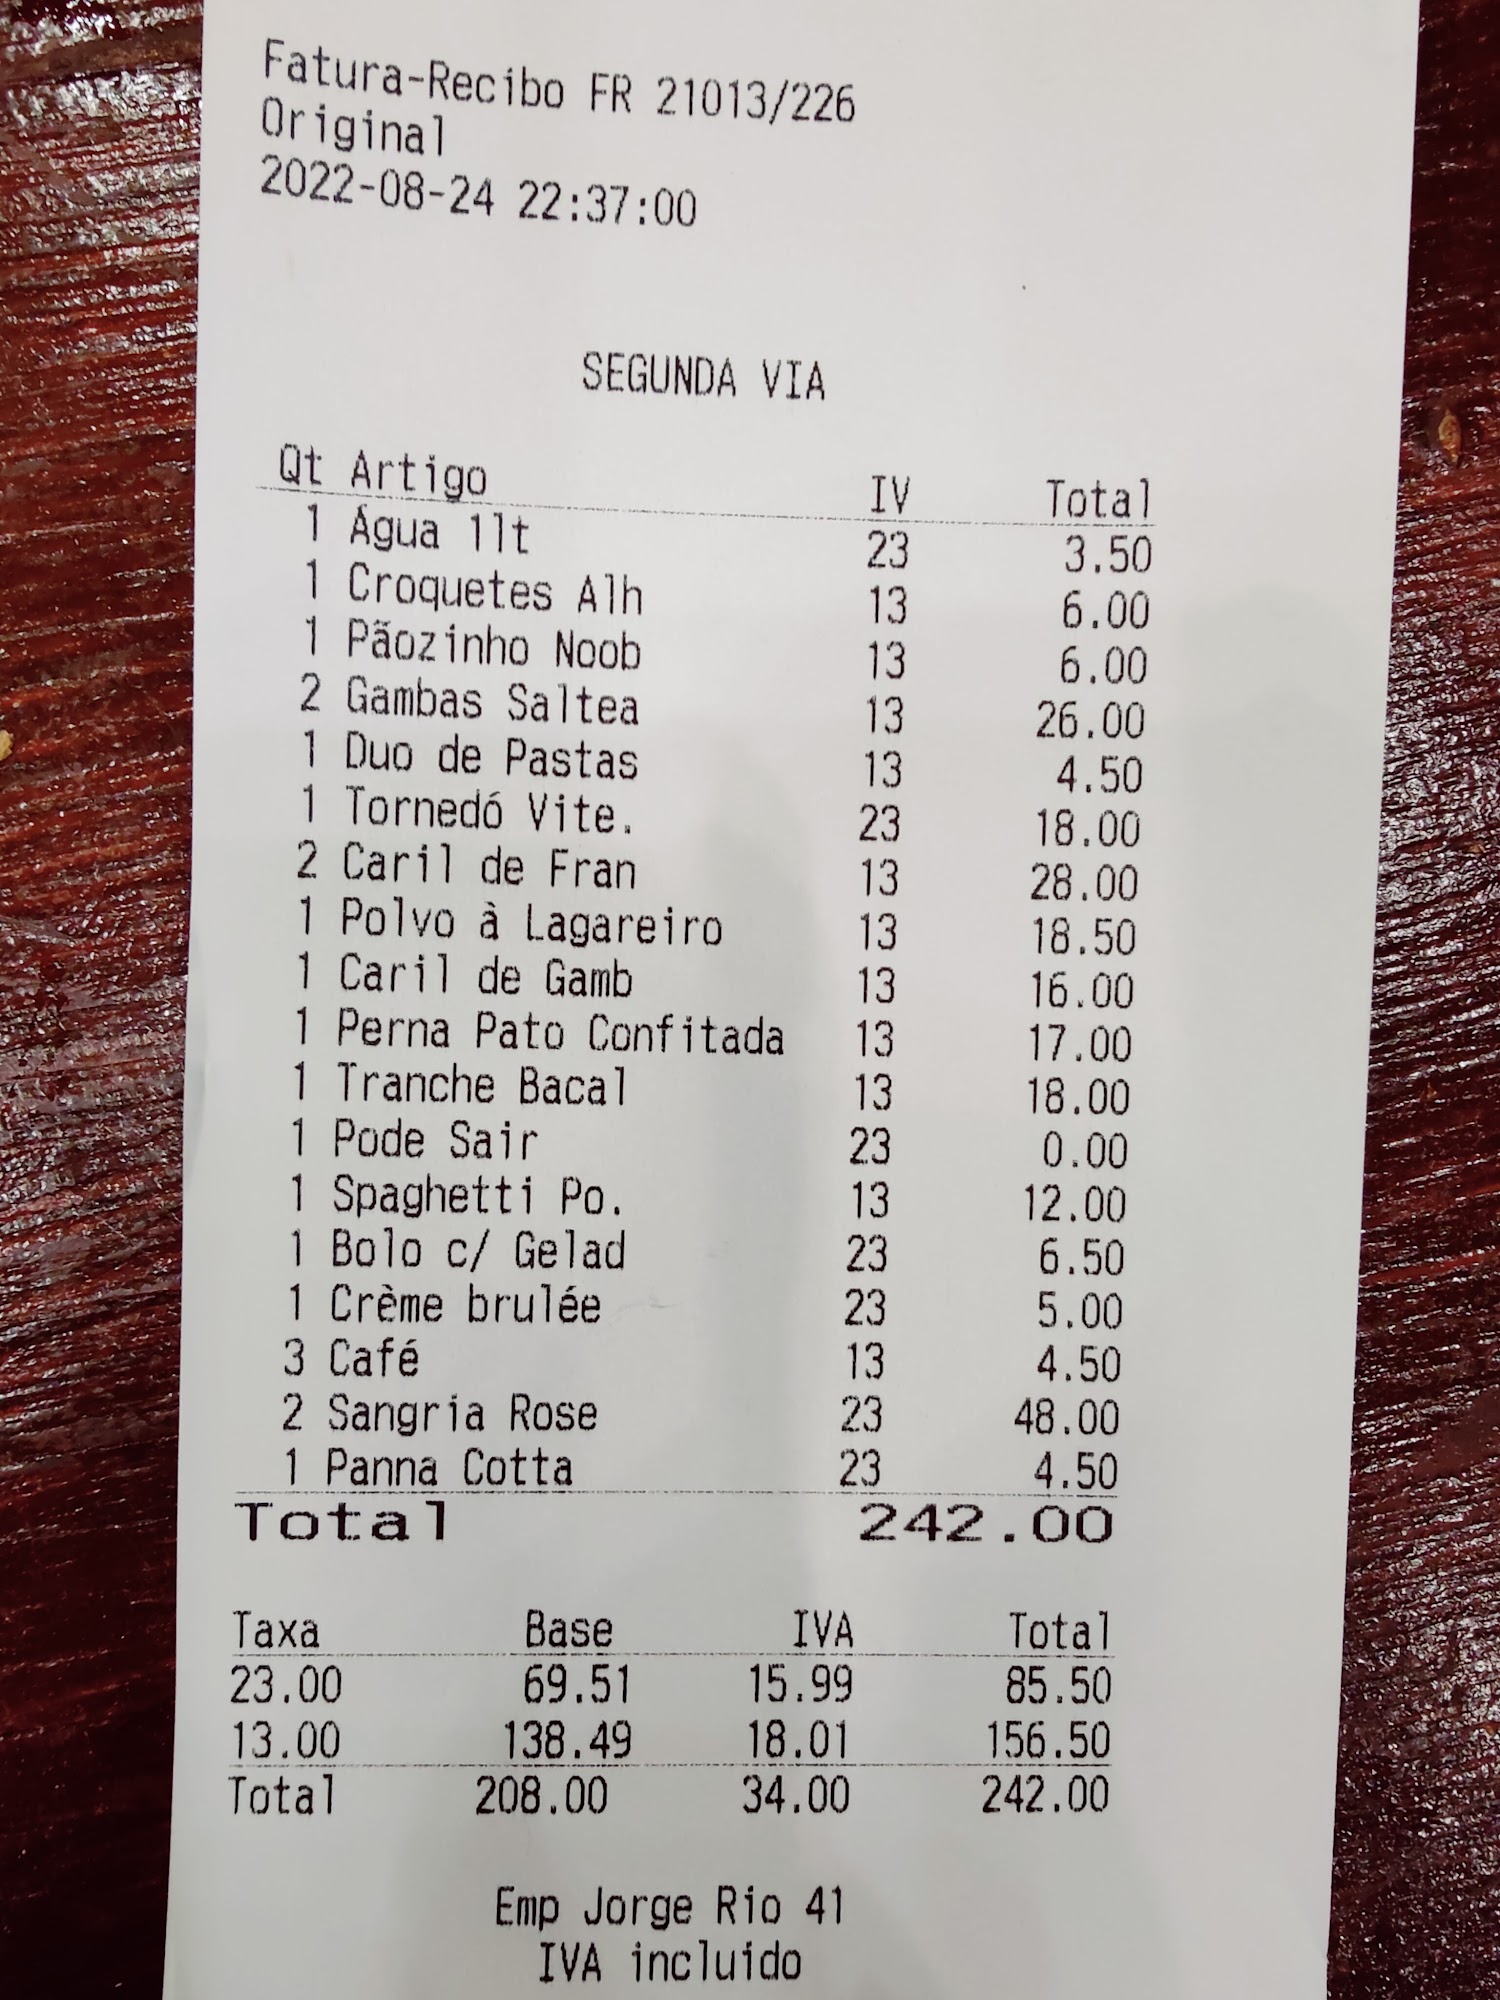 Fatura-Recibo FR 21013/226
Original
2022-08-24 22:37:00
SEGUNDA VIA
Qt Artigo IV Total
1 Água 1lt 23 3.50
1 Croquetes Alh 13 6.00
1 Pãozinho Noob 13 6.00
2 Gambas Saltea 13 26.00
1 Duo de Pastas 13 4.50
1 Tornedó Vite. 23 18.00
2 Caril de Fran 13 28.00
1 Polvo à Lagareiro 13 18.50
1 Caril de Gamb 13 16.00
1 Perna Pato Confitada 13 17.00
1 Tranche Bacal 13 18.00
1 Pode Sair 23 0.00
1 Spaghetti Po. 13 12.00
1 Bolo c/ Gelad 23 6.50
1 Crème brulée 23 5.00
3 Café 13 4.50
2 Sangria Rose 23 48.00
1 Panna Cotta 23 4.50
Total 242.00
Taxa Base IVA Total
23.00 69.51 15.99 85.50
13.00 138.49 18.01 156.50
Total 208.00 34.00 242.00
Emp Jorge Rio 41
IVA incluido